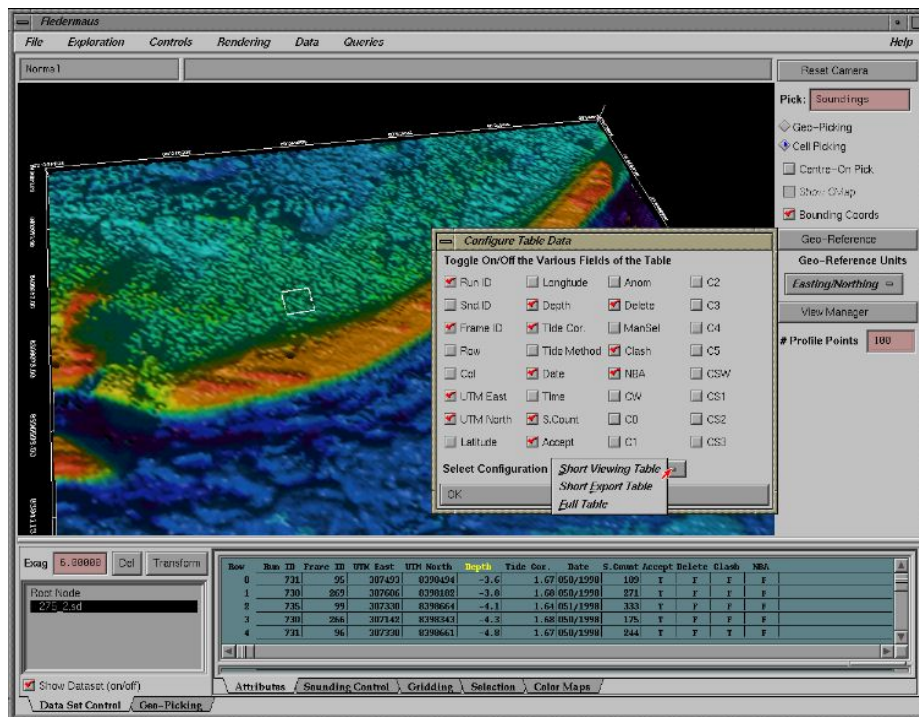 Fledermaus
File Exploration Controls Rendering Data Queries Help
Normal
Reset Camera
Pick: Soundings
Geo-Picking
Cell Picking
Centre-On Pick
Show CMap
Bounding Coords
Geo-Reference
Geo-Reference Units
Easting/Northing
View Manager
# Profile Points 100
Configure Table Data
Toggle On/Off the Various Fields of the Table
Run ID Longitude Anom C2
Snd ID Depth Delete C3
Frame ID Tide Cor. ManSel C4
Row Tide Method Clash C5
Col Date NBA CSW
UTM East Time CW CS1
UTM North S.Count C0 CS2
Latitude Accept C1 CS3
Select Configuration Short Viewing Table
Short Export Table
Full Table
OK
Exag 6.00000 Del Transform
Root Node
275_2.sd
Show Dataset (on/off)
Data Set Control Geo-Picking
Row Run ID Frame ID UTM East UTM North Depth Tide Cor. Date S.Count Accept Delete Clash NBA
0 731 95 307493 8398494 -3.6 1.67 050/1998 189 T F F F
1 730 269 307606 8398102 -3.8 1.68 050/1998 271 T F F F
2 735 99 307330 8398664 -4.1 1.64 051/1998 333 T F F F
3 730 266 307142 8398343 -4.3 1.68 050/1998 175 T F F F
4 731 96 307330 8398661 -4.8 1.67 050/1998 244 T F T F
Attributes Sounding Control Gridding Selection Color Maps